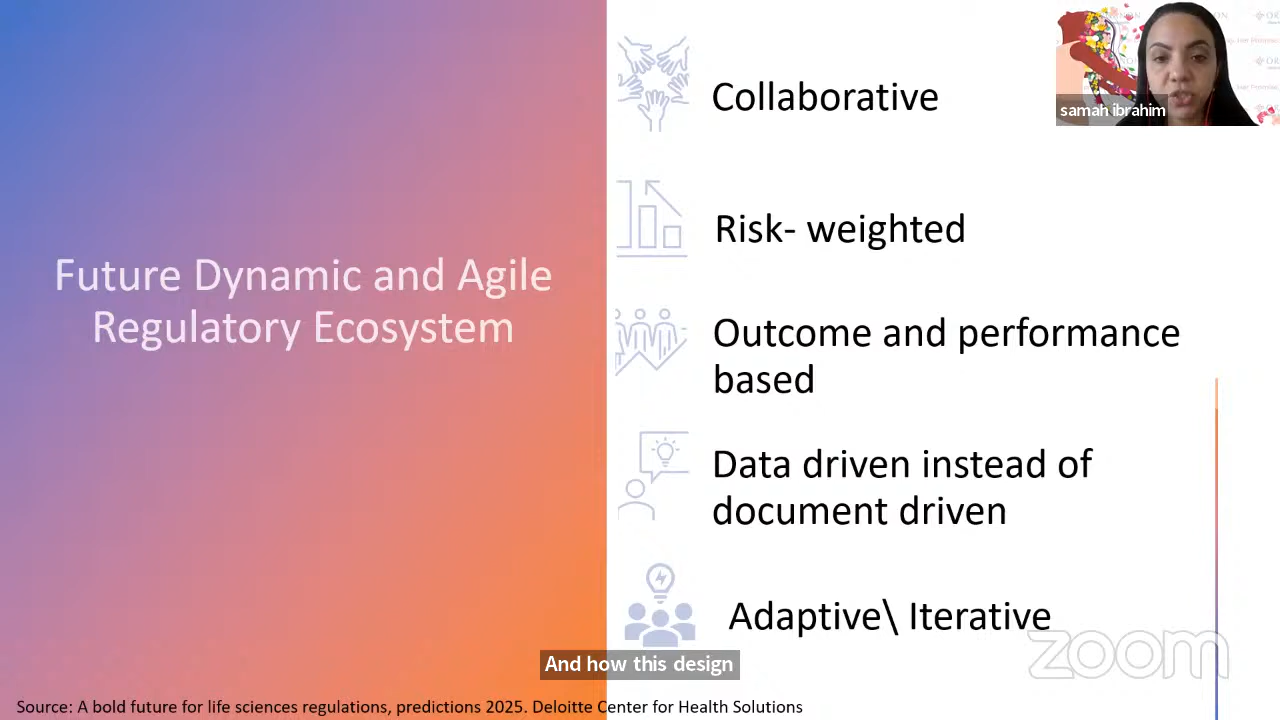 Future Dynamic and Agile
Regulatory Ecosystem
Collaborative
Risk- weighted
Outcome and performance
based
Data driven instead of
document driven
Adaptive\ Iterative
samah ibrahim
And how this design
zoom
Source: A bold future for life sciences regulations, predictions 2025. Deloitte Center for Health Solutions